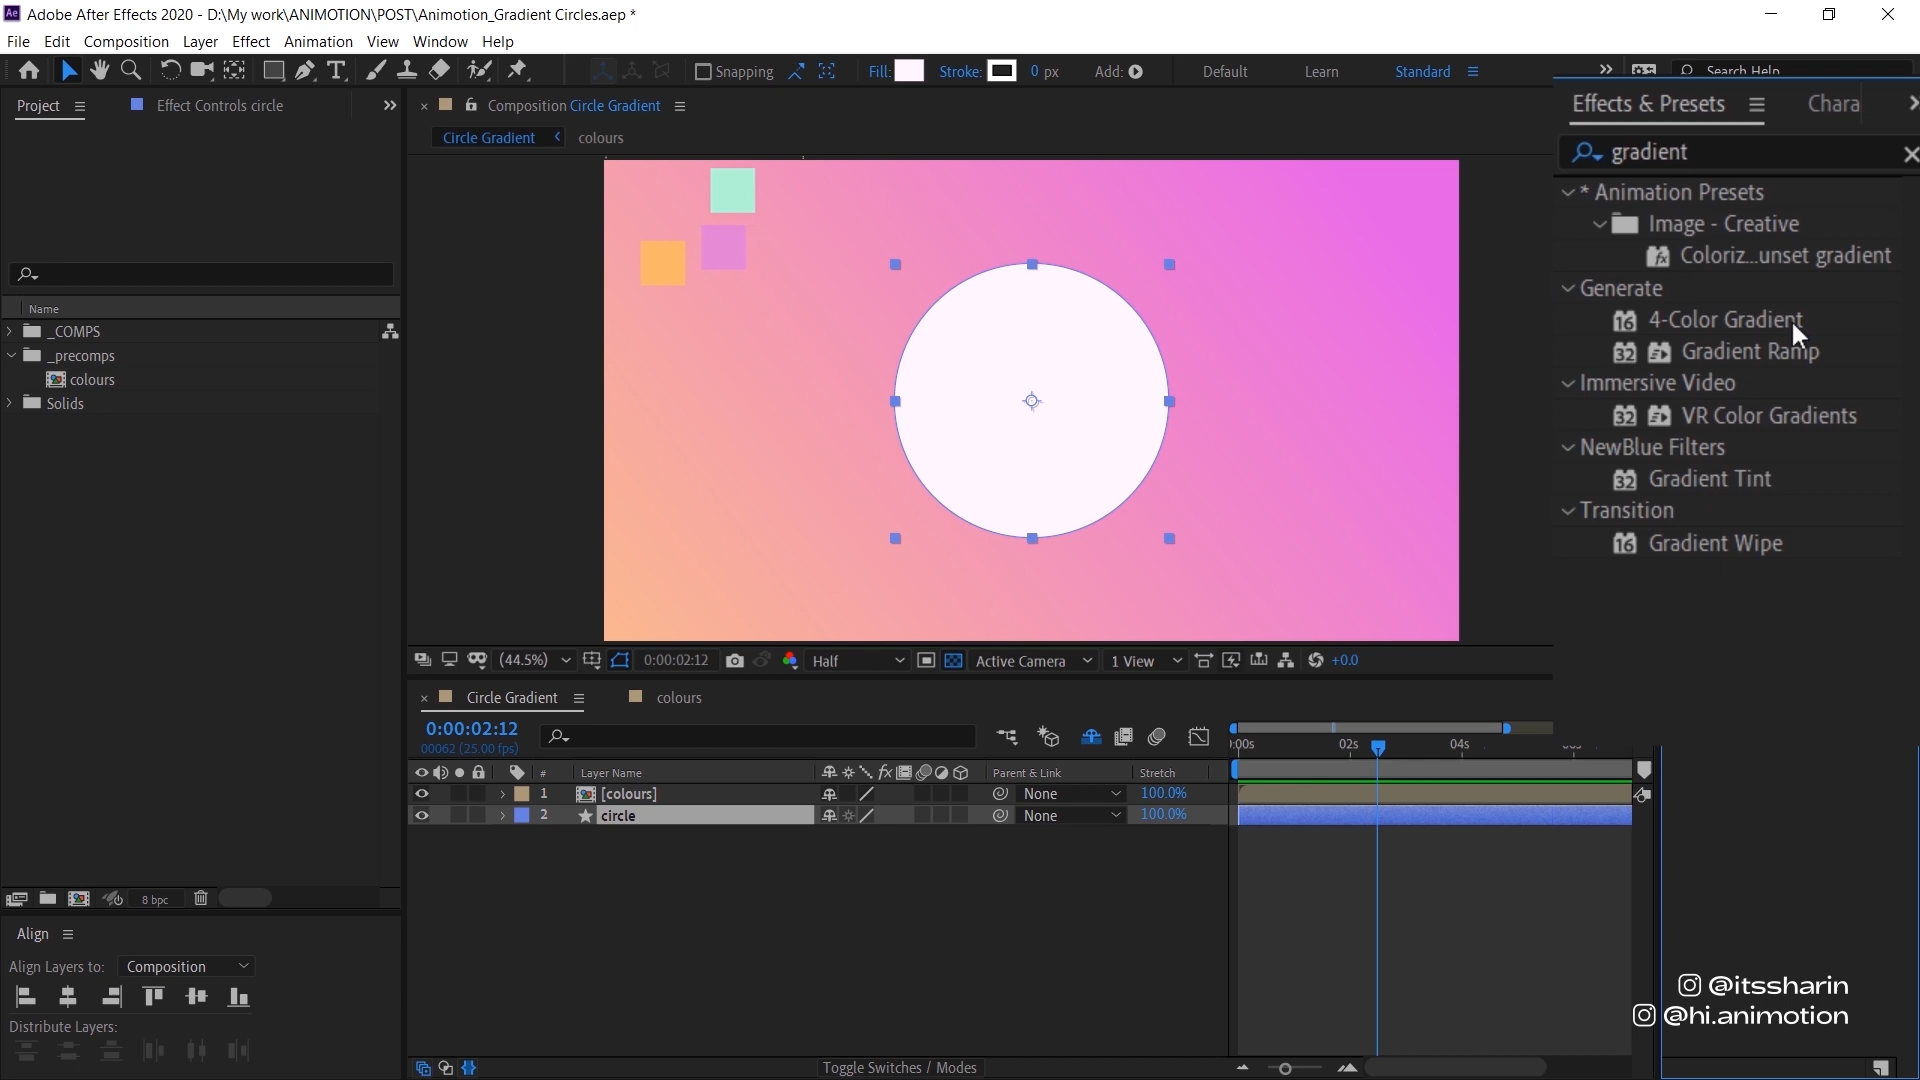 Adobe After Effects 2020 - D:\My work\ANIMOTION\POST\Animotion_Gradient Circles.aep *
File Edit Composition Layer Effect Animation View Window Help
Snapping Fill: Stroke: 0 px Add: Default Learn Standard Search Help
Project Effect Controls circle
Composition Circle Gradient
Effects & Presets Chara
Circle Gradient colours
gradient
* Animation Presets
Image - Creative
Coloriz...unset gradient
Generate
16 4-Color Gradient
32 Gradient Ramp
Immersive Video
32 VR Color Gradients
NewBlue Filters
32 Gradient Tint
Transition
16 Gradient Wipe
Name
_COMPS
_precomps
colours
Solids
8 bpc
(44.5%) 0:00:02:12 Half Active Camera 1 View +0.0
Circle Gradient colours
0:00:02:12
00062 (25.00 fps)
:00s 02s 04s
# Layer Name Parent & Link Stretch
1 [colours] None 100.0%
2 circle None 100.0%
Align
Align Layers to: Composition
Distribute Layers:
Toggle Switches / Modes
@itssharin
@hi.animotion